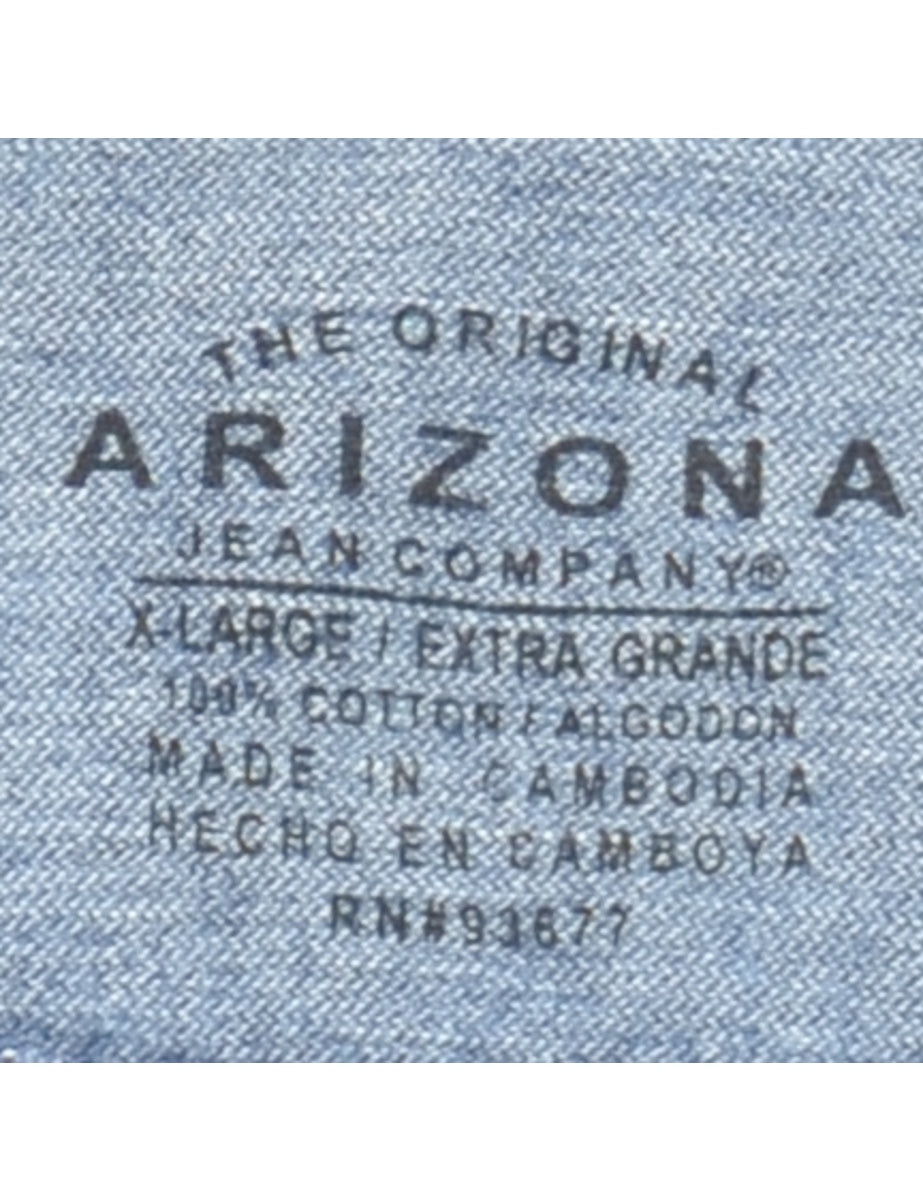 THE ORIGINAL
ARIZONA
JEAN COMPANY®
X-LARGE / EXTRA GRANDE
100% COTTON / ALGODON
MADE IN CAMBODIA
HECHO EN CAMBOYA
RN#93677